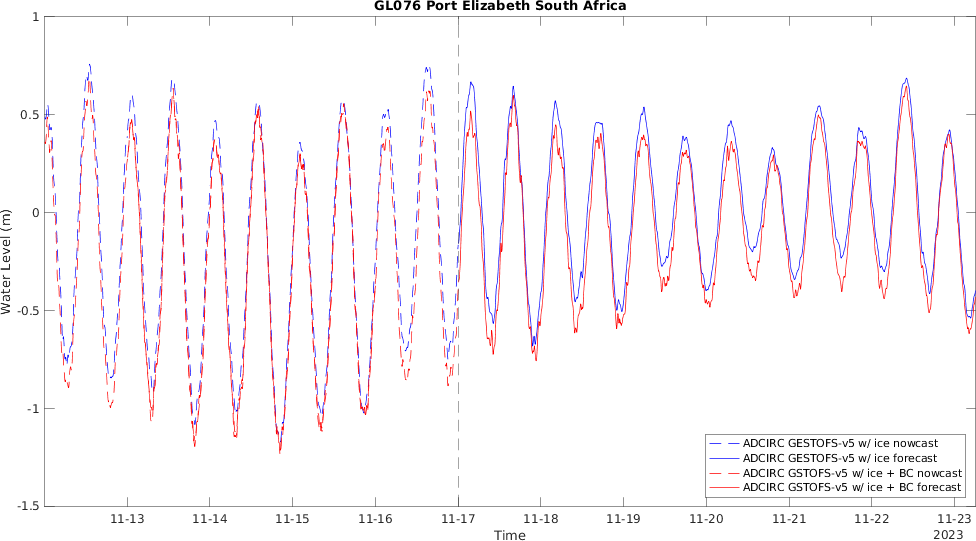 GL076 Port Elizabeth South Africa
1
0.5
0
-0.5
-1
-1.5
Water Level (m)
ADCIRC GESTOFS-v5 w/ ice nowcast
ADCIRC GESTOFS-v5 w/ ice forecast
ADCIRC GSTOFS-v5 w/ ice + BC nowcast
ADCIRC GSTOFS-v5 w/ ice + BC forecast
11-13 11-14 11-15 11-16 11-17 11-18 11-19 11-20 11-21 11-22 11-23
Time 2023